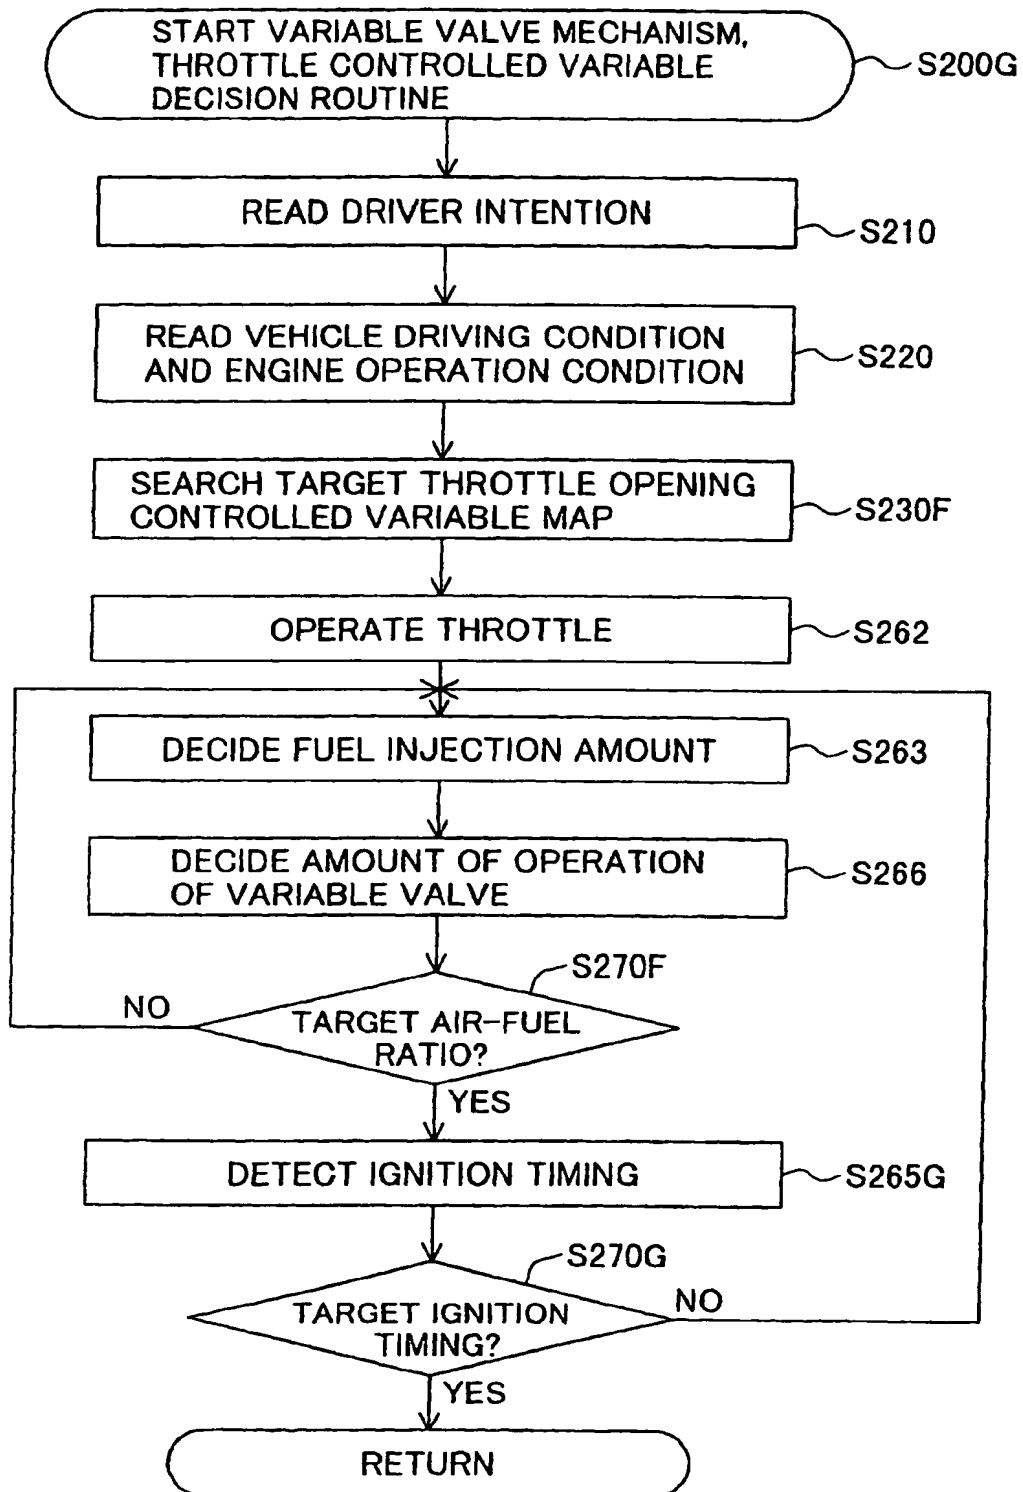 START VARIABLE VALVE MECHANISM,
THROTTLE CONTROLLED VARIABLE
DECISION ROUTINE
S200G
READ DRIVER INTENTION
S210
READ VEHICLE DRIVING CONDITION
AND ENGINE OPERATION CONDITION
S220
SEARCH TARGET THROTTLE OPENING
CONTROLLED VARIABLE MAP
S230F
OPERATE THROTTLE
S262
DECIDE FUEL INJECTION AMOUNT
S263
DECIDE AMOUNT OF OPERATION
OF VARIABLE VALVE
S266
S270F
NO
TARGET AIR-FUEL
RATIO?
YES
DETECT IGNITION TIMING
S265G
S270G
TARGET IGNITION
TIMING?
NO
YES
RETURN